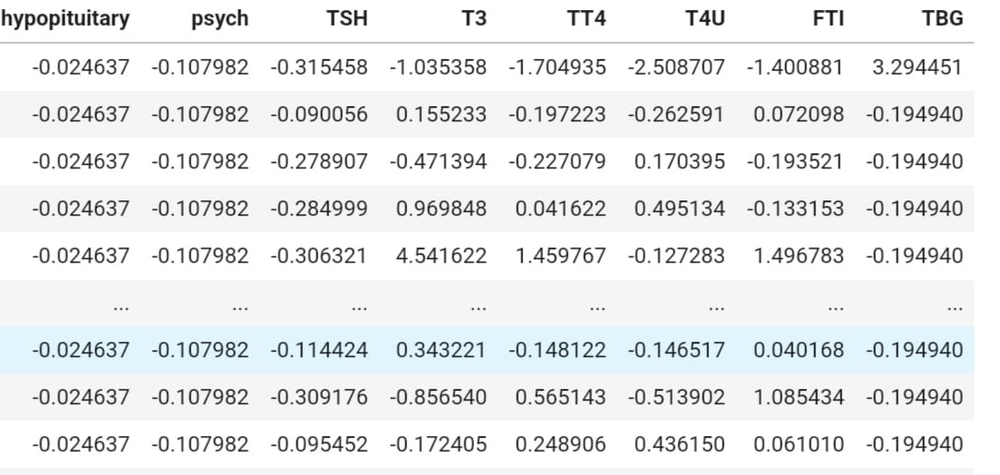 hypopituitary psych TSH T3 TT4 T4U FTI TBG
-0.024637 -0.107982 -0.315458 -1.035358 -1.704935 -2.508707 -1.400881 3.294451
-0.024637 -0.107982 -0.090056 0.155233 -0.197223 -0.262591 0.072098 -0.194940
-0.024637 -0.107982 -0.278907 -0.471394 -0.227079 0.170395 -0.193521 -0.194940
-0.024637 -0.107982 -0.284999 0.969848 0.041622 0.495134 -0.133153 -0.194940
-0.024637 -0.107982 -0.306321 4.541622 1.459767 -0.127283 1.496783 -0.194940
... ... ... ... ... ... ... ...
-0.024637 -0.107982 -0.114424 0.343221 -0.148122 -0.146517 0.040168 -0.194940
-0.024637 -0.107982 -0.309176 -0.856540 0.565143 -0.513902 1.085434 -0.194940
-0.024637 -0.107982 -0.095452 -0.172405 0.248906 0.436150 0.061010 -0.194940